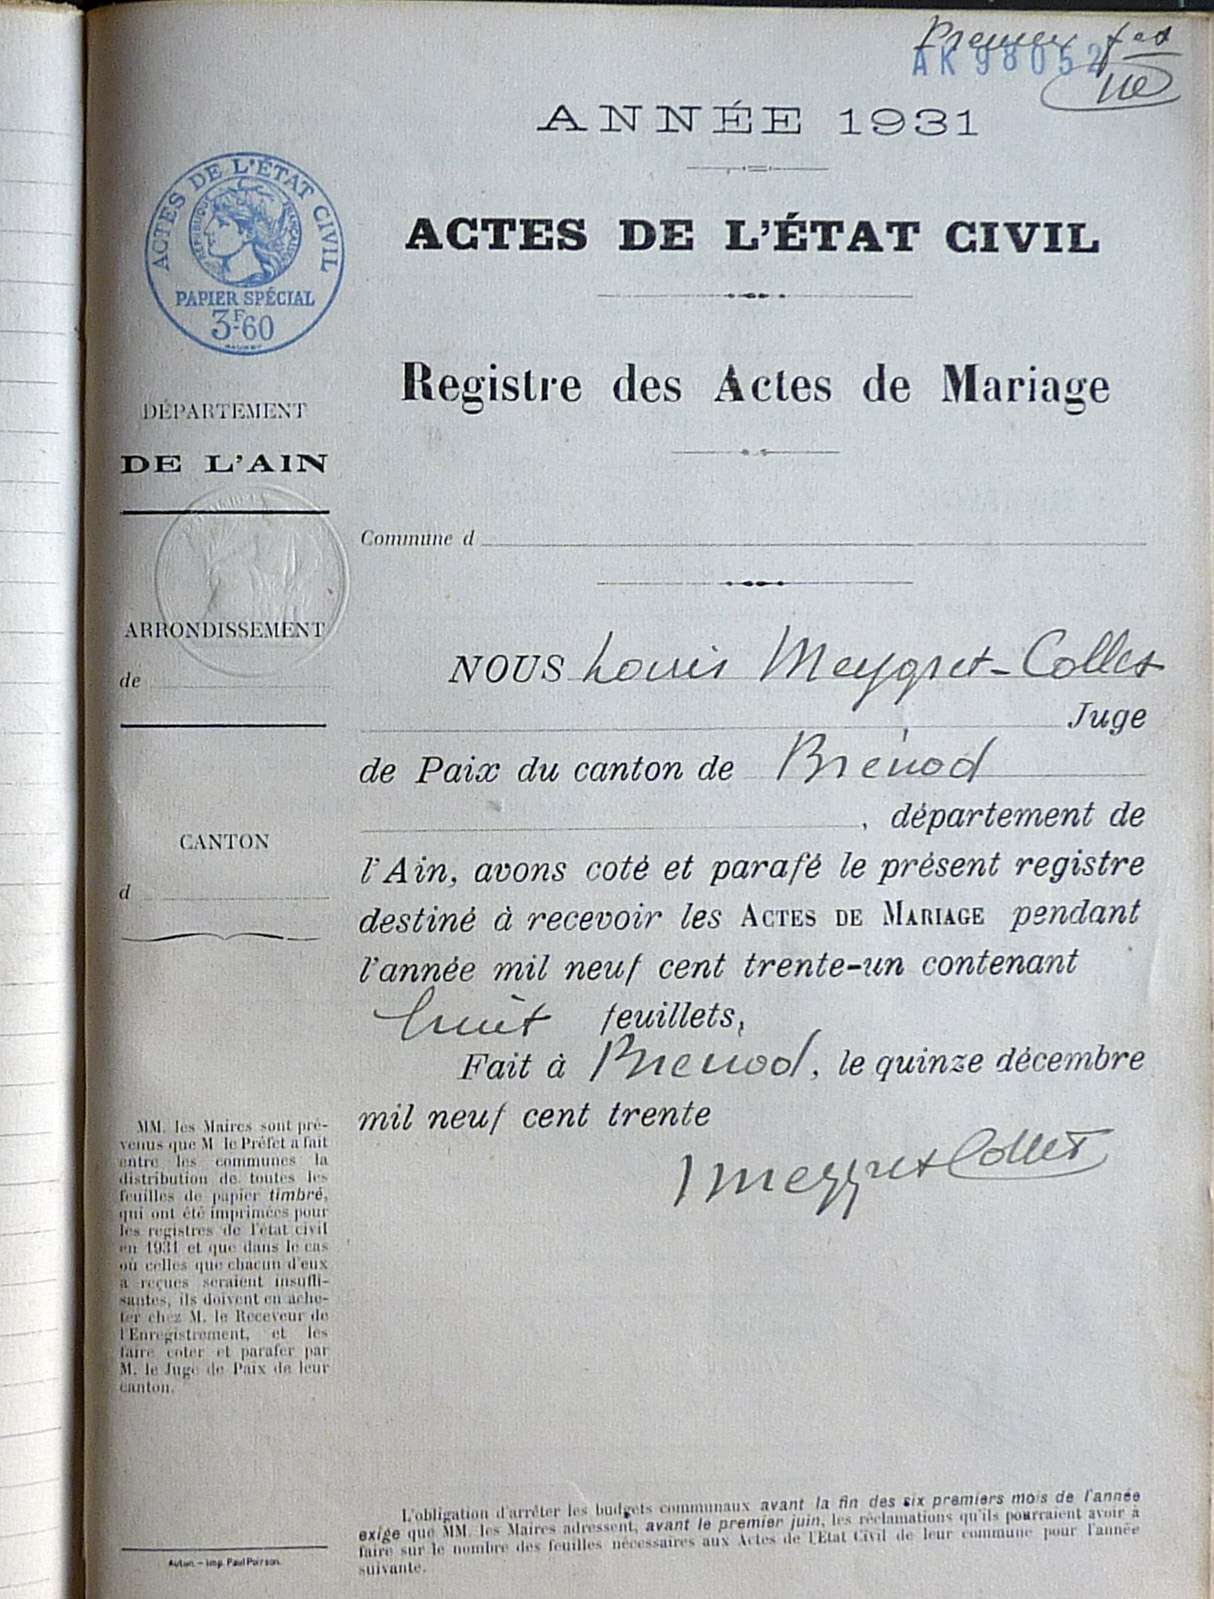 Premier
AK 98052
ANNÉE 1931
ACTES DE L'ÉTAT CIVIL
RÉPUBLIQUE FRANÇAISE
PAPIER SPÉCIAL
3F.60
ACTES DE L'ÉTAT CIVIL
Registre des Actes de Mariage
DÉPARTEMENT
DE L'AIN
Commune d
ARRONDISSEMENT
de
CANTON
d
NOUS Louis Meygret-Collet
Juge
de Paix du canton de Brénod
, département de
l'Ain, avons coté et parafé le présent registre
destiné à recevoir les ACTES DE MARIAGE pendant
l'année mil neuf cent trente-un contenant
huit feuillets,
Fait à Brenod, le quinze décembre
mil neuf cent trente
Meygret Collet
MM. les Maires sont pré-
venus que M le Préfet a fait
entre les communes la
distribution de toutes les
feuilles de papier timbré,
qui ont été imprimées pour
les registres de l'état civil
en 1931 et que dans le cas
où celles que chacun d'eux
a reçues seraient insuffi-
santes, ils doivent en ache-
ter chez M. le Receveur de
l'Enregistrement, et les
faire coter et parafer par
M. le Juge de Paix de leur
canton.
L'obligation d'arrêter les budgets communaux avant la fin des six premiers mois de l'année
exige que MM. les Maires adressent, avant le premier juin, les réclamations qu'ils pourraient avoir à
faire sur le nombre des feuilles nécessaires aux Actes de l'Etat Civil de leur commune pour l'année
suivante.
Autun. – Imp. Paul Poirson.